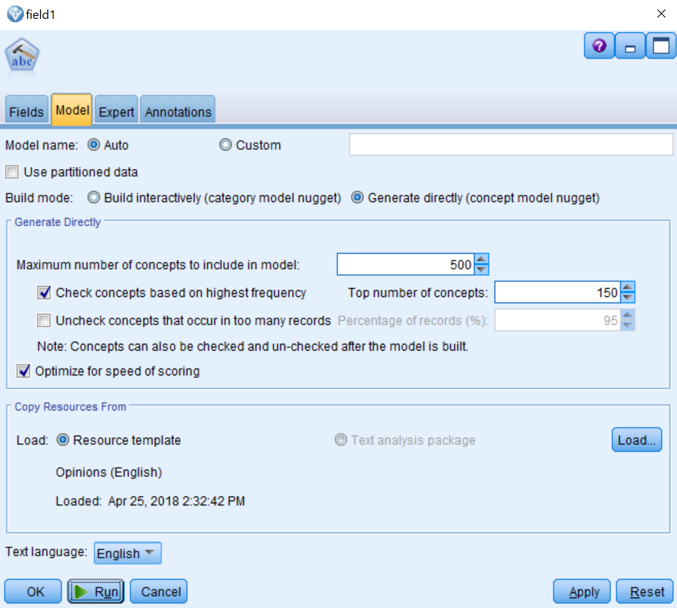 field1
abc
?
Fields Model Expert Annotations
Model name: Auto Custom
Use partitioned data
Build mode: Build interactively (category model nugget) Generate directly (concept model nugget)
Generate Directly
Maximum number of concepts to include in model: 500
Check concepts based on highest frequency Top number of concepts: 150
Uncheck concepts that occur in too many records Percentage of records (%): 95
Note: Concepts can also be checked and un-checked after the model is built.
Optimize for speed of scoring
Copy Resources From
Load: Resource template Text analysis package Load...
Opinions (English)
Loaded: Apr 25, 2018 2:32:42 PM
Text language: English
OK Run Cancel Apply Reset